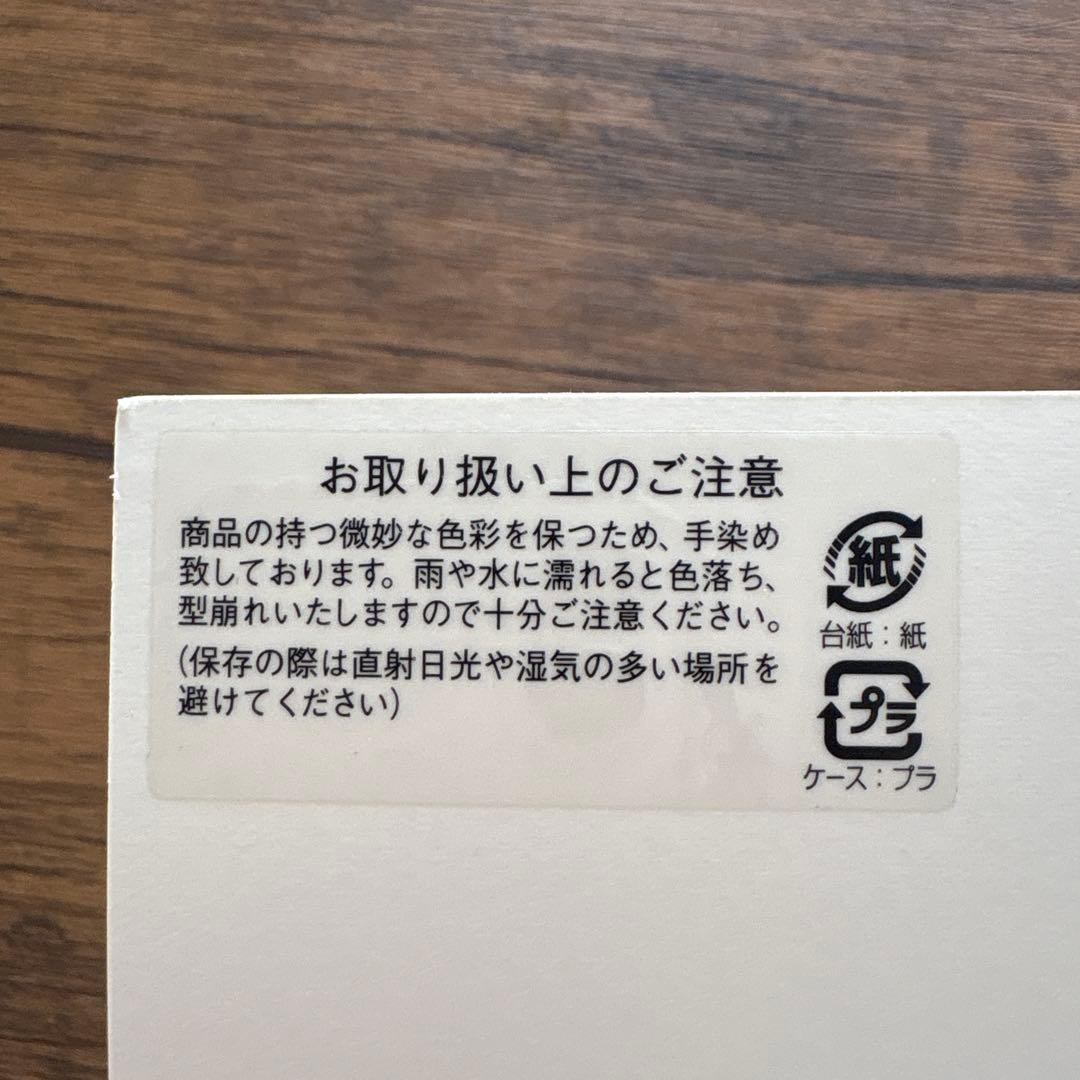 お取り扱い上のご注意
商品の持つ微妙な色彩を保つため、手染め
致しております。雨や水に濡れると色落ち、
型崩れいたしますので十分ご注意ください。
(保存の際は直射日光や湿気の多い場所を
避けてください)
紙
台紙：紙
プラ
ケース：プラ